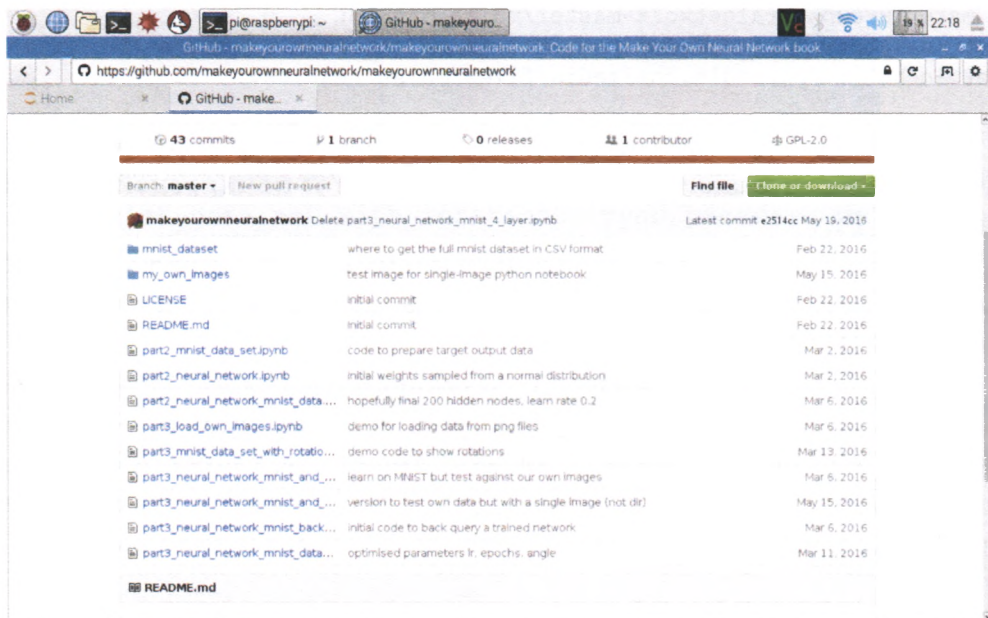 pi@raspberrypi: ~ GitHub - makeyouro... 19 % 22:18
GitHub - makeyourownneuralnetwork/makeyourownneuralnetwork: Code for the Make Your Own Neural Network book
https://github.com/makeyourownneuralnetwork/makeyourownneuralnetwork
Home GitHub - make...
43 commits 1 branch 0 releases 1 contributor GPL-2.0
Branch: master New pull request Find file Clone or download
makeyourownneuralnetwork Delete part3_neural_network_mnist_4_layer.ipynb Latest commit e2514cc May 19, 2016
mnist_dataset where to get the full mnist dataset in CSV format Feb 22, 2016
my_own_images test image for single-image python notebook May 15, 2016
LICENSE initial commit Feb 22, 2016
README.md initial commit Feb 22, 2016
part2_mnist_data_set.ipynb code to prepare target output data Mar 2, 2016
part2_neural_network.ipynb initial weights sampled from a normal distribution Mar 2, 2016
part2_neural_network_mnist_data.... hopefully final 200 hidden nodes, learn rate 0.2 Mar 6, 2016
part3_load_own_images.ipynb demo for loading data from png files Mar 6, 2016
part3_mnist_data_set_with_rotatio... demo code to show rotations Mar 13, 2016
part3_neural_network_mnist_and_... learn on MNIST but test against our own images Mar 6, 2016
part3_neural_network_mnist_and_... version to test own data but with a single image (not dir) May 15, 2016
part3_neural_network_mnist_back... initial code to back query a trained network Mar 6, 2016
part3_neural_network_mnist_data... optimised parameters lr, epochs, angle Mar 11, 2016
README.md